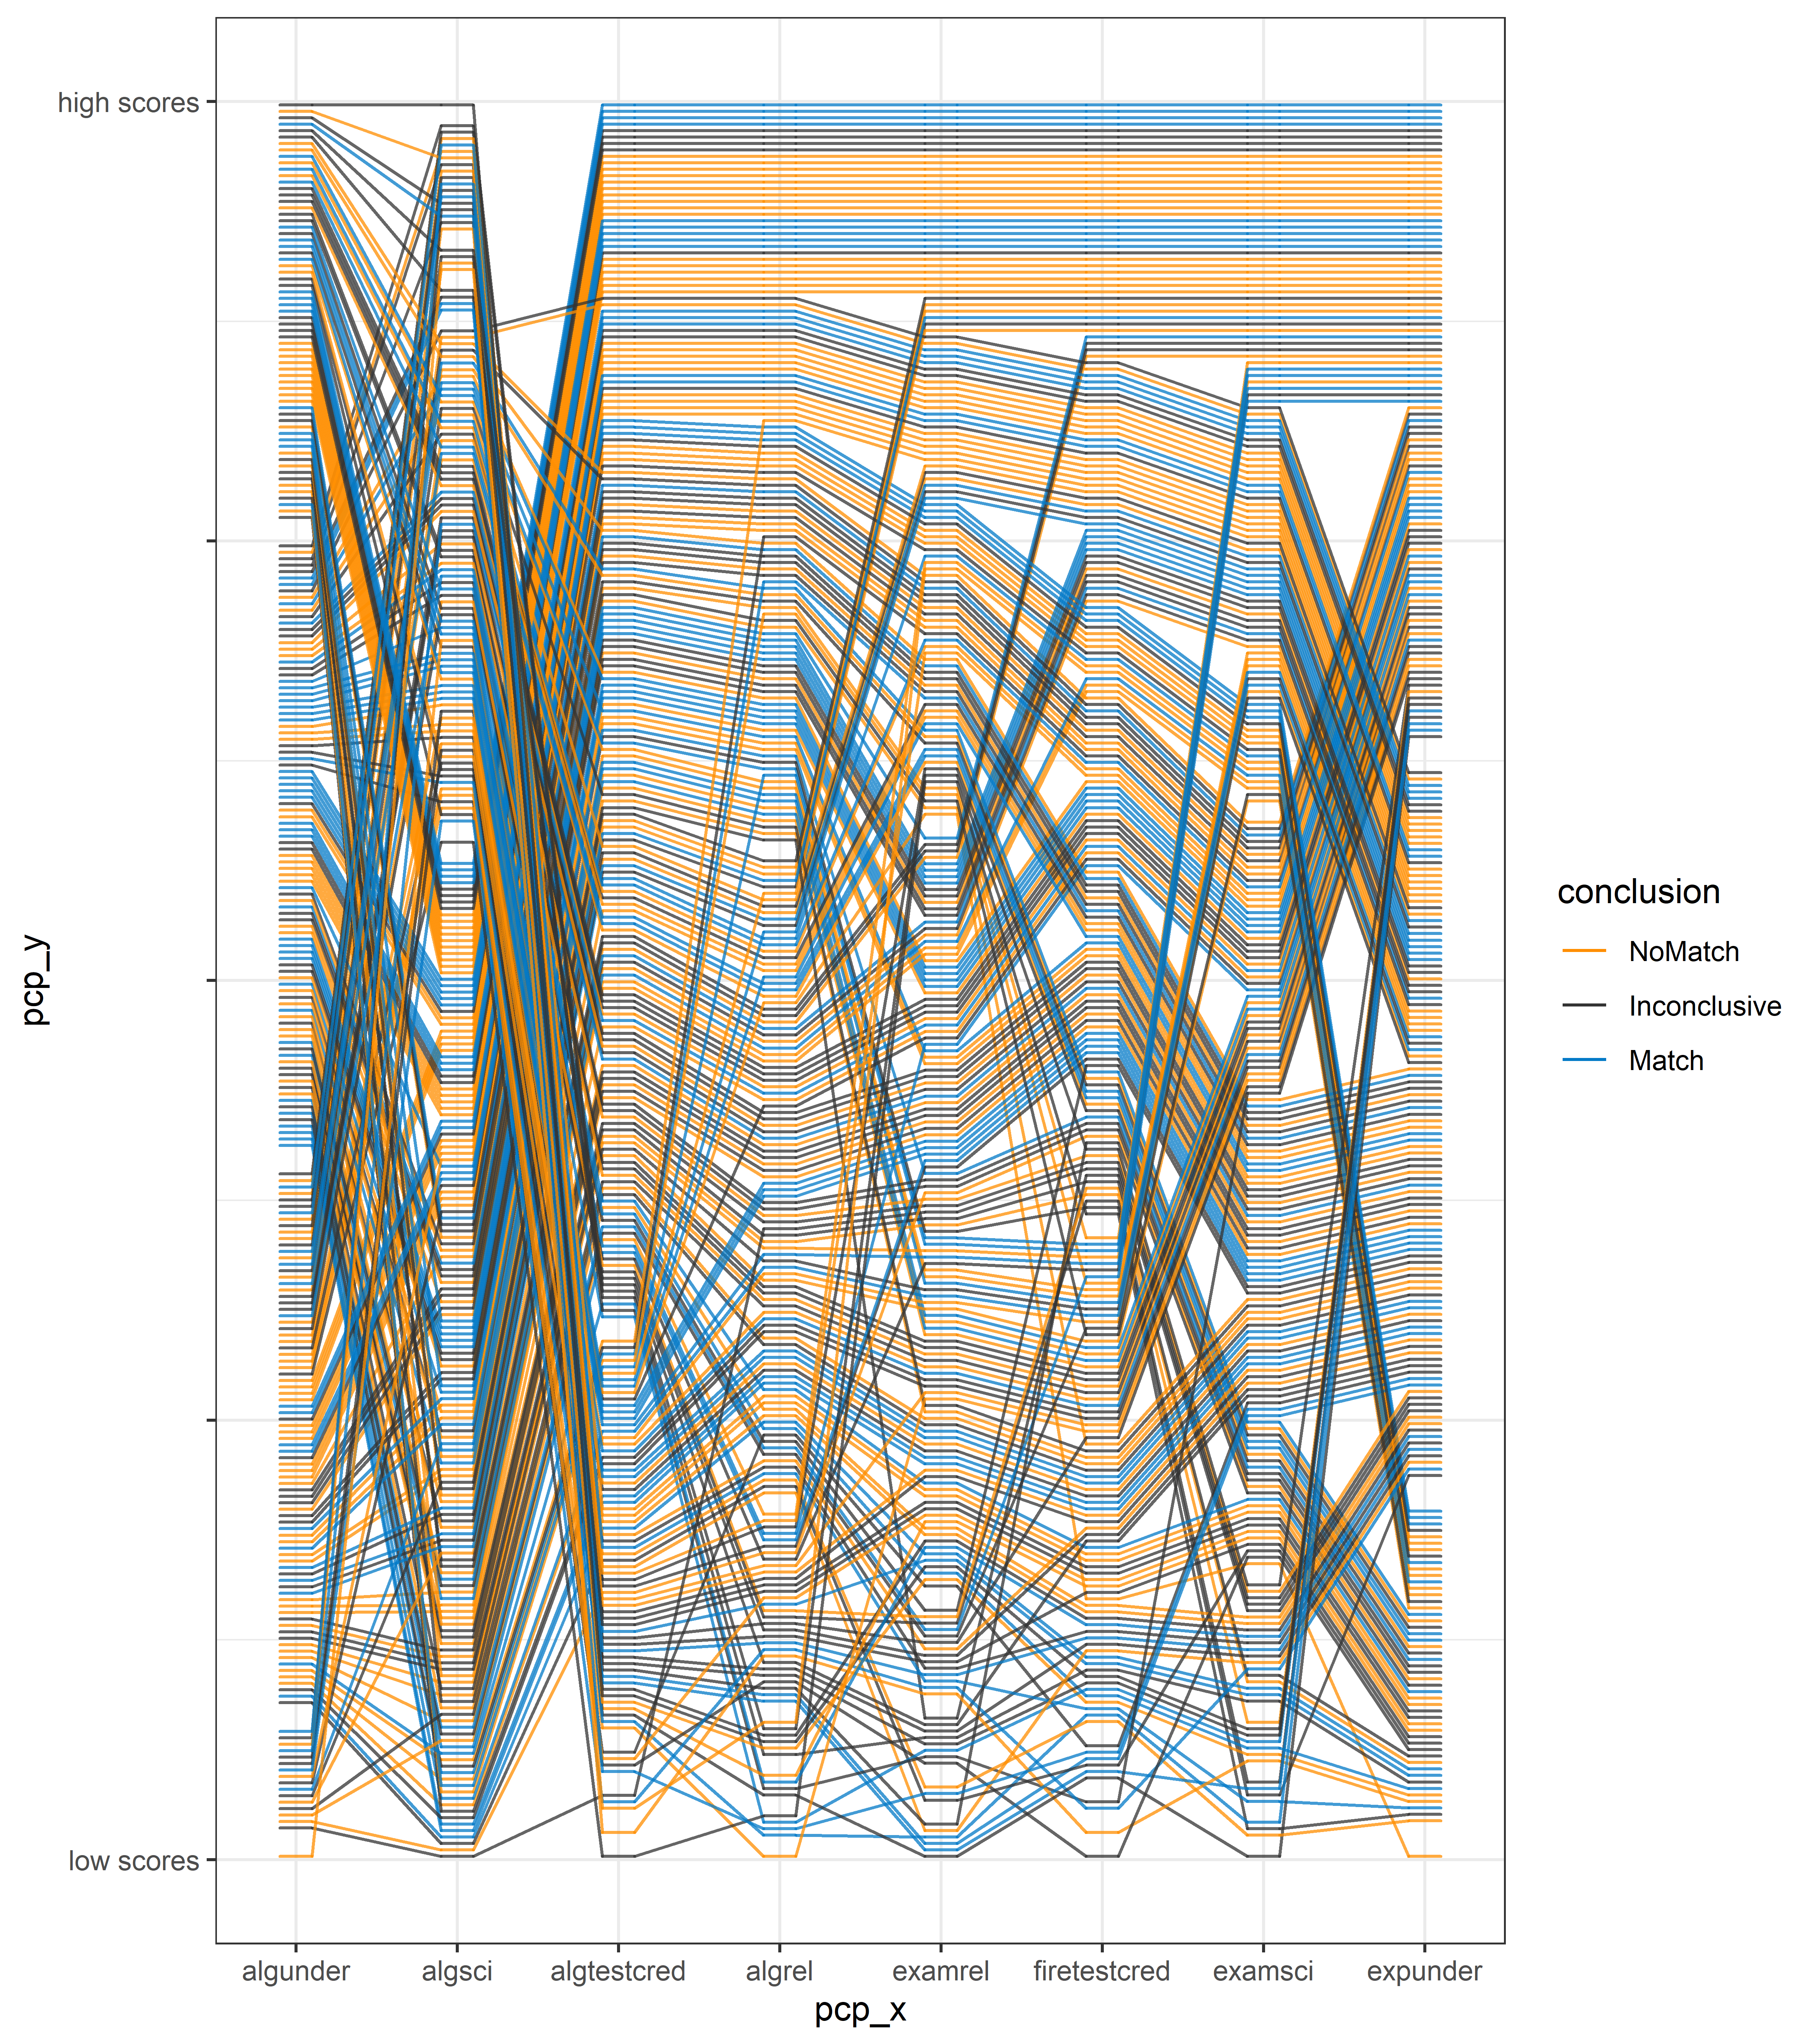 high scores
low scores
pcp_y
algunder algsci algtestcred algrel examrel firetestcred examsci expunder
pcp_x
conclusion
NoMatch
Inconclusive
Match